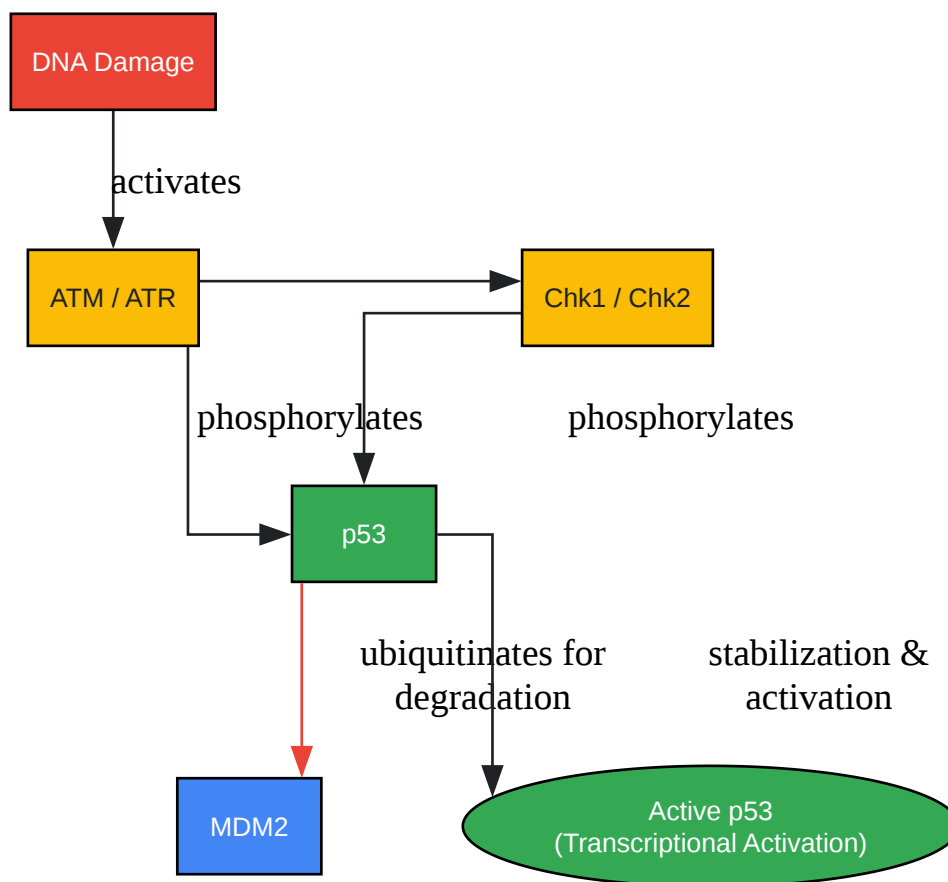 DNA Damage
activates
ATM / ATR
Chk1 / Chk2
phosphorylates
phosphorylates
p53
ubiquitinates for
degradation
stabilization &
activation
MDM2
Active p53
(Transcriptional Activation)